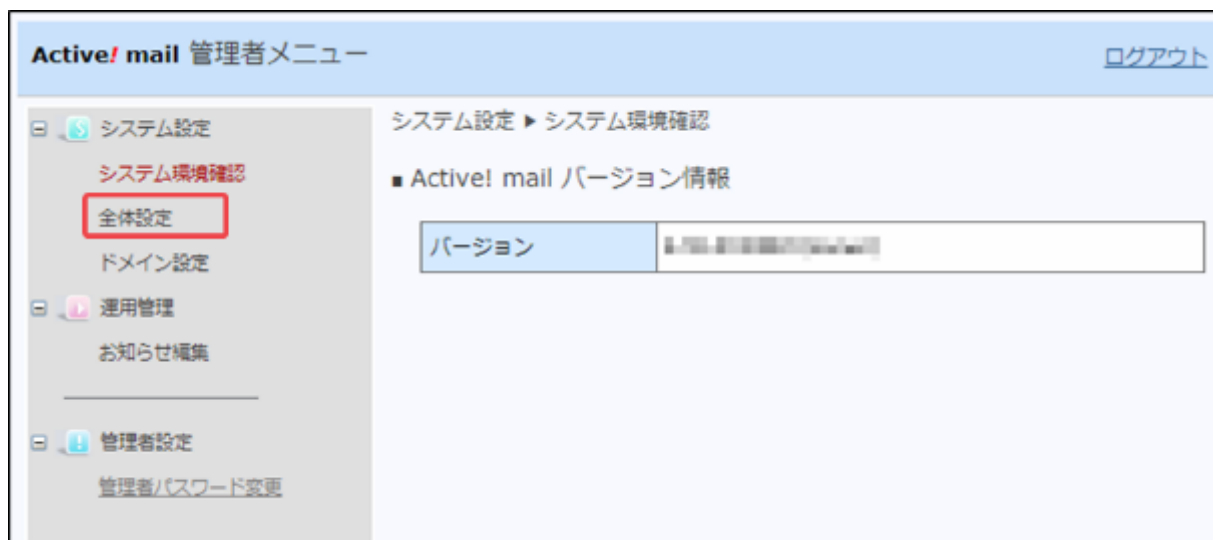 Active! mail 管理者メニュー
ログアウト
システム設定
システム環境確認
全体設定
ドメイン設定
運用管理
お知らせ編集
管理者設定
管理者パスワード変更
システム設定 ▶ システム環境確認
■ Active! mail バージョン情報
バージョン